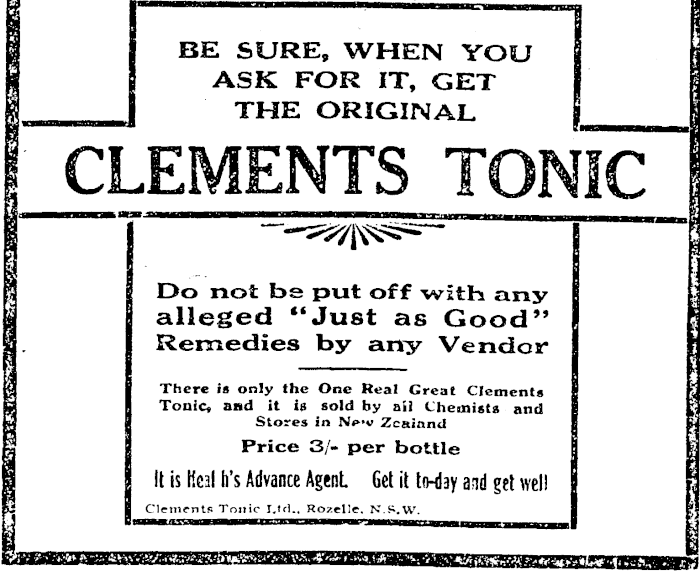 BE SURE, WHEN YOU
ASK FOR IT, GET
THE ORIGINAL
CLEMENTS TONIC
Do not be put off with any
alleged “Just as Good”
Remedies by any Vendor
There is only the One Real Great Clements
Tonic, and it is sold by all Chemists and
Stores in New Zealand
Price 3/- per bottle
It is Heal h's Advance Agent. Get it to-day and get well
Clements Tonic Ltd., Rozelle, N.S.W.